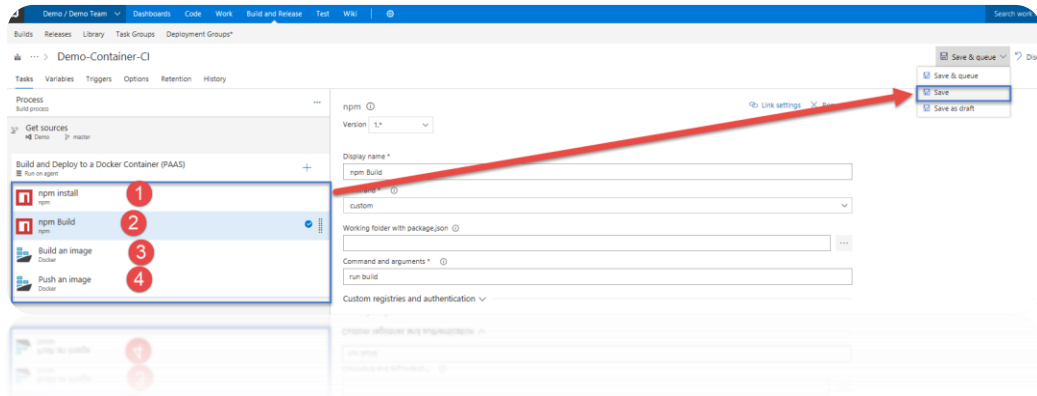 Demo / Demo Team Dashboards Code Work Build and Release Test Wiki Search work
Builds Releases Library Task Groups Deployment Groups*
... > Demo-Container-CI Save & queue
Tasks Variables Triggers Options Retention History
Save & queue
Save
Save as draft
Process
Build process
...
Get sources
Demo master
Build and Deploy to a Docker Container (PAAS)
Run on agent
npm install
npm
1
npm Build
npm
2
Build an image
Docker
3
Push an image
Docker
4
npm
Link settings
Version 1.*
Display name *
npm Build
custom
Working folder with package.json
...
Command and arguments *
run build
Custom registries and authentication